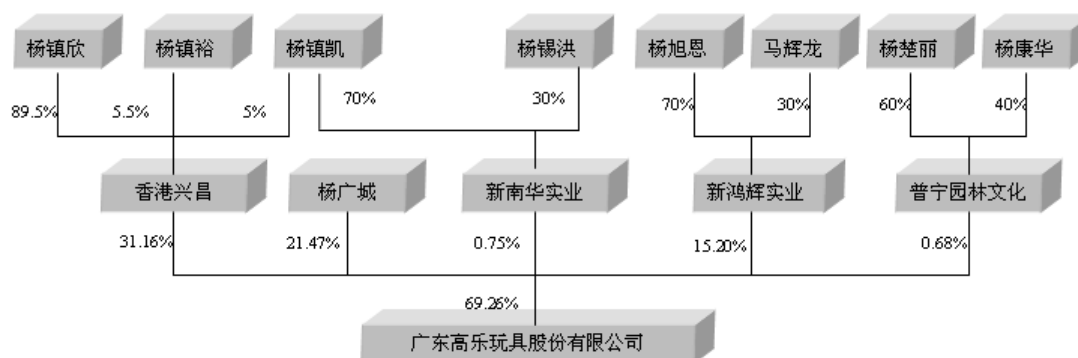 杨镇欣
杨镇裕
杨镇凯
杨锡洪
杨旭恩
马辉龙
杨楚丽
杨康华
89.5%
5.5%
5%
70%
30%
70%
30%
60%
40%
香港兴昌
杨广城
新南华实业
新鸿辉实业
普宁园林文化
31.16%
21.47%
0.75%
15.20%
0.68%
69.26%
广东高乐玩具股份有限公司